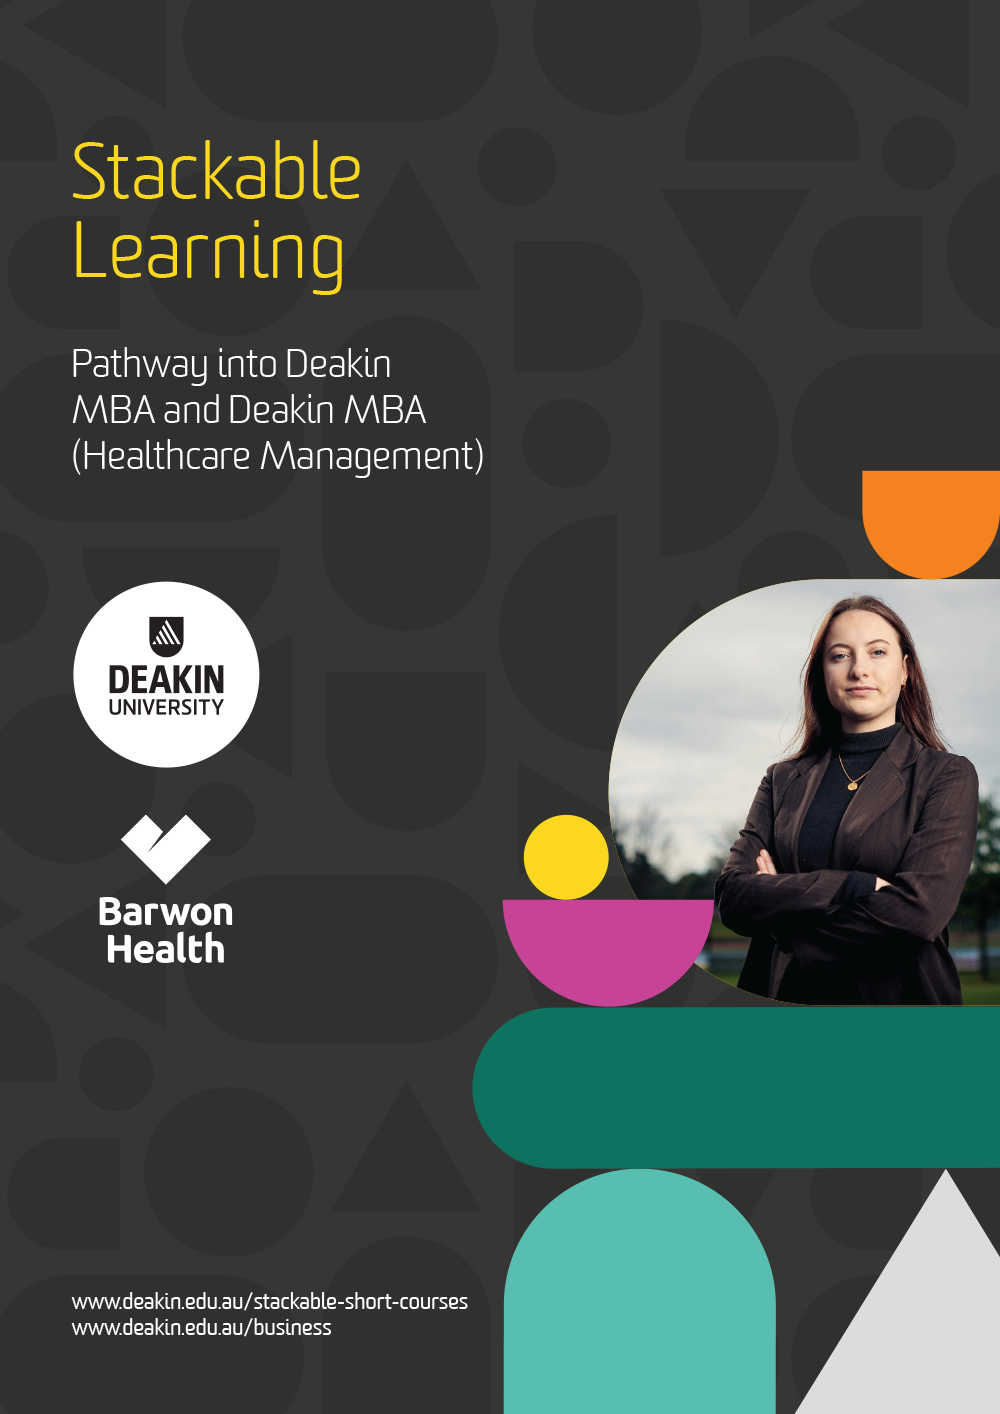 Stackable
Learning
Pathway into Deakin
MBA and Deakin MBA
(Healthcare Management)
DEAKIN
UNIVERSITY
Barwon
Health
www.deakin.edu.au/stackable-short-courses
www.deakin.edu.au/business